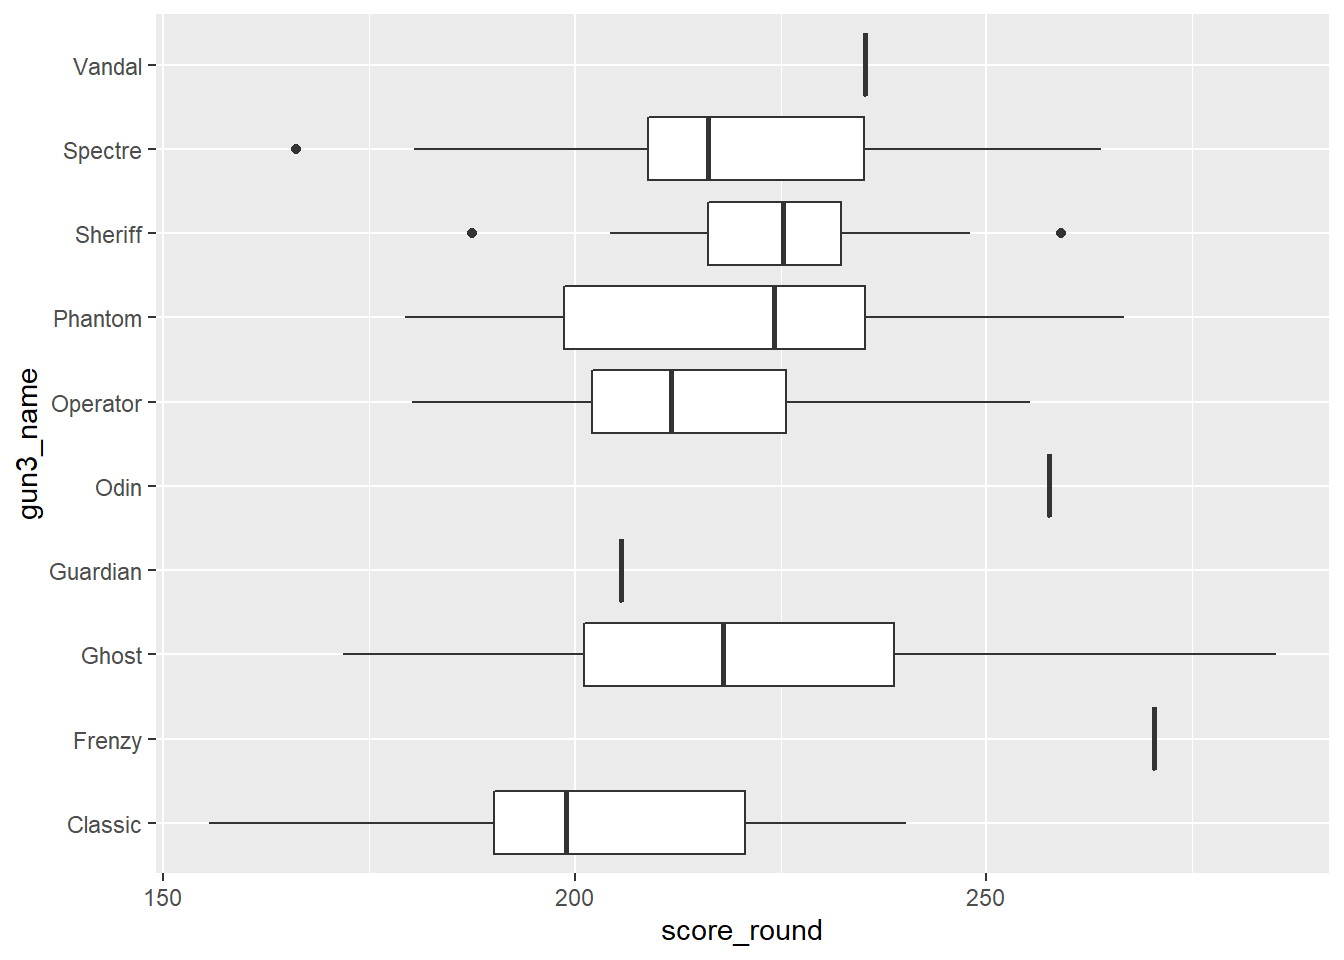 Vandal
Spectre
Sheriff
Phantom
Operator
Odin
Guardian
Ghost
Frenzy
Classic
gun3_name
150 200 250
score_round